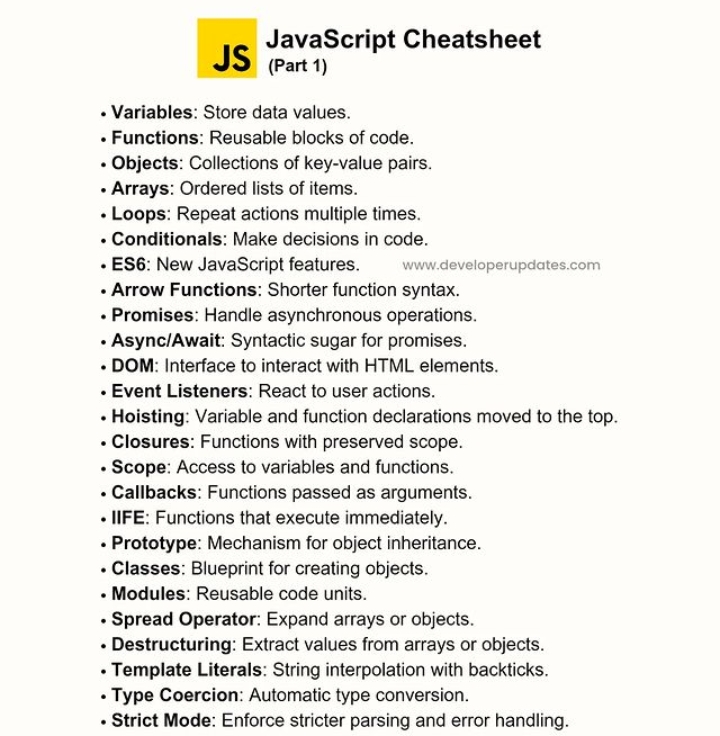 JS
JavaScript Cheatsheet
(Part 1)
• Variables: Store data values.
• Functions: Reusable blocks of code.
• Objects: Collections of key-value pairs.
• Arrays: Ordered lists of items.
• Loops: Repeat actions multiple times.
• Conditionals: Make decisions in code.
• ES6: New JavaScript features. www.developerupdates.com
• Arrow Functions: Shorter function syntax.
• Promises: Handle asynchronous operations.
• Async/Await: Syntactic sugar for promises.
• DOM: Interface to interact with HTML elements.
• Event Listeners: React to user actions.
• Hoisting: Variable and function declarations moved to the top.
• Closures: Functions with preserved scope.
• Scope: Access to variables and functions.
• Callbacks: Functions passed as arguments.
• IIFE: Functions that execute immediately.
• Prototype: Mechanism for object inheritance.
• Classes: Blueprint for creating objects.
• Modules: Reusable code units.
• Spread Operator: Expand arrays or objects.
• Destructuring: Extract values from arrays or objects.
• Template Literals: String interpolation with backticks.
• Type Coercion: Automatic type conversion.
• Strict Mode: Enforce stricter parsing and error handling.